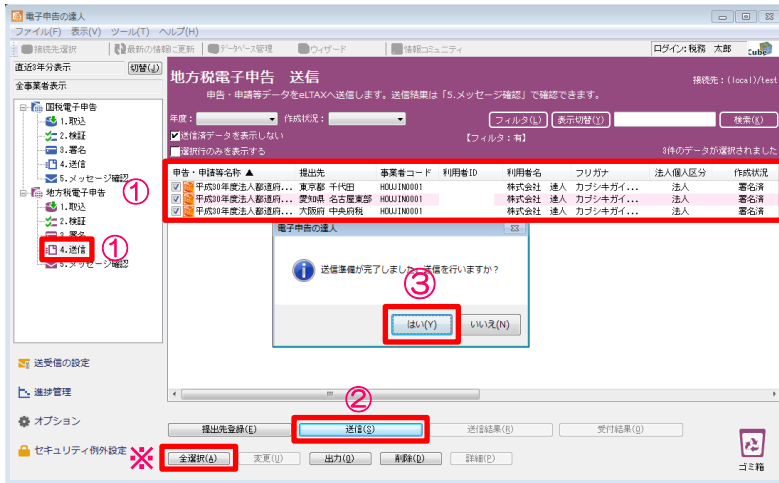 電子申告の達人
ファイル(F) 表示(V) ツール(T) ヘルプ(H)
接続先選択 最新の情報に更新 データベース管理 ウィザード 情報コミュニティ ログイン:税務 太郎 Cube
直近3年分表示 切替(J)
全事業者表示
国税電子申告
1.取込
2.検証
3.署名
4.送信
5.メッセージ確認
地方税電子申告
①
1.取込
2.検証
3.署名
4.送信
①
5.メッセージ確認
送受信の設定
進捗管理
オプション
セキュリティ例外設定
地方税電子申告 送信
接続先:(local)/test
申告・申請等データをeLTAXへ送信します。送信結果は「5.メッセージ確認」で確認できます。
年度: 作成状況: フィルタ(L) 表示切替(Y) 検索(K)
送信済データを表示しない 【フィルタ:有】
選択行のみを表示する 3件のデータが選択されました
申告・申請等名称 ▲ 提出先 事業者コード 利用者ID 利用者名 フリガナ 法人個人区分 作成状況
平成30年度法人都道府... 東京都 千代田 HOUJIN0001 株式会社 達人 カブシキガイ... 法人 署名済
平成30年度法人都道府... 愛知県 名古屋東部 HOUJIN0001 株式会社 達人 カブシキガイ... 法人 署名済
平成30年度法人都道府... 大阪府 中央府税 HOUJIN0001 株式会社 達人 カブシキガイ... 法人 署名済
電子申告の達人
送信準備が完了しました。送信を行いますか?
③
はい(Y) いいえ(N)
②
提出先登録(E) 送信(S) 送信結果(R) 受付結果(O)
※ 全選択(A) 変更(U) 出力(O) 削除(D) 詳細(P)
ゴミ箱